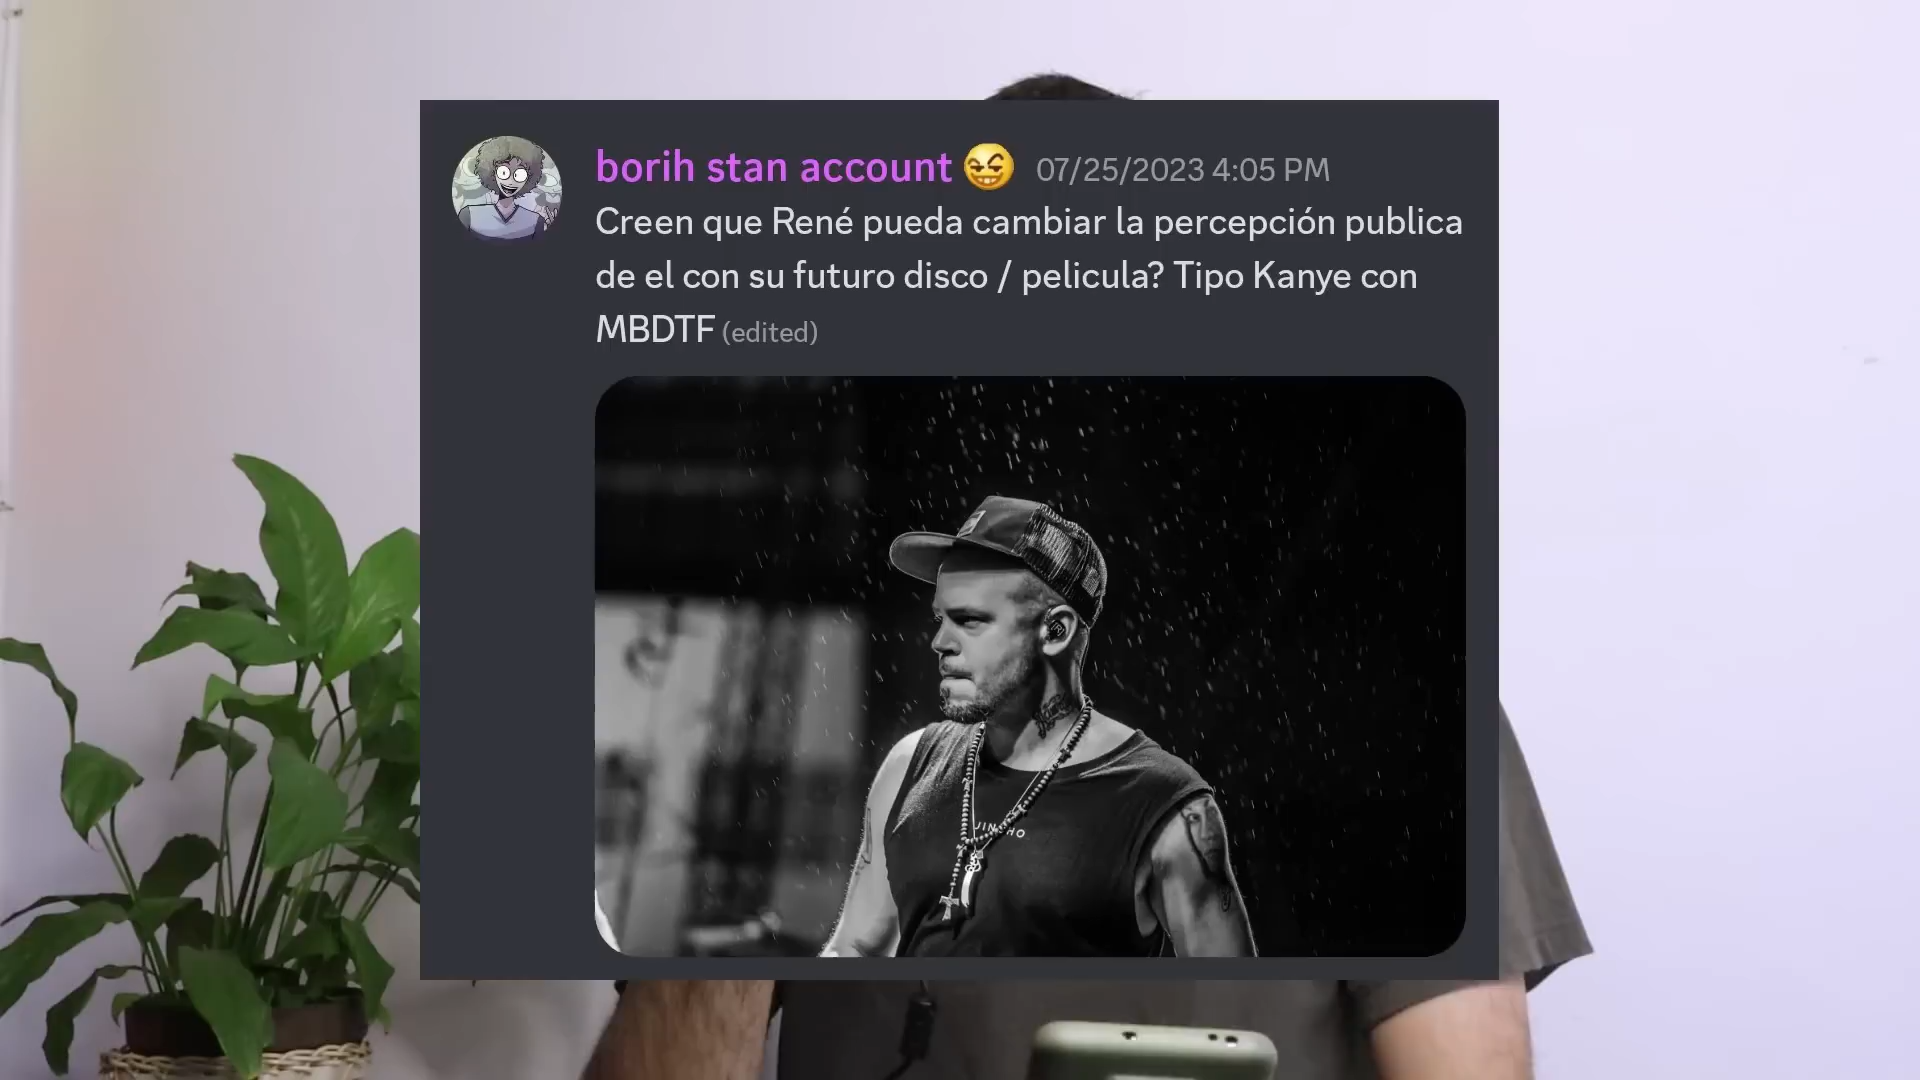 borih stan account 07/25/2023 4:05 PM
Creen que René pueda cambiar la percepción publica
de el con su futuro disco / pelicula? Tipo Kanye con
MBDTF (edited)